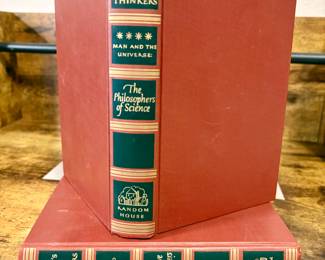 THINKERS
MAN AND THE
UNIVERSE:
The
Philosophers
of Science
RANDOM
HOUSE